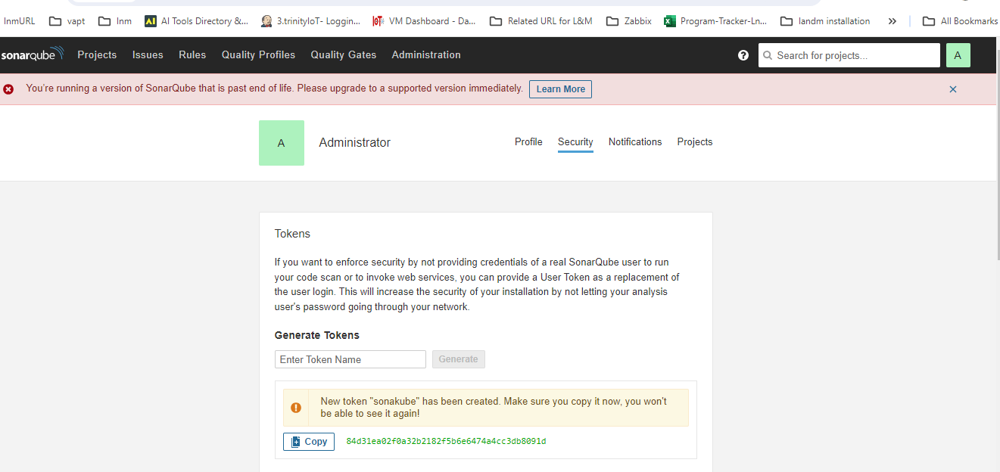 InmURL vapt Inm AI Tools Directory &... 3.trinityIoT- Loggin... VM Dashboard - Da... Related URL for L&M Zabbix Program-Tracker-Ln... landm installation » All Bookmarks
sonarqube Projects Issues Rules Quality Profiles Quality Gates Administration ? Search for projects... A
You're running a version of SonarQube that is past end of life. Please upgrade to a supported version immediately. Learn More
A Administrator Profile Security Notifications Projects
Tokens
If you want to enforce security by not providing credentials of a real SonarQube user to run
your code scan or to invoke web services, you can provide a User Token as a replacement of
the user login. This will increase the security of your installation by not letting your analysis
user's password going through your network.
Generate Tokens
Enter Token Name Generate
New token "sonakube" has been created. Make sure you copy it now, you won't
be able to see it again!
Copy 84d31ea02f0a32b2182f5b6e6474a4cc3db8091d